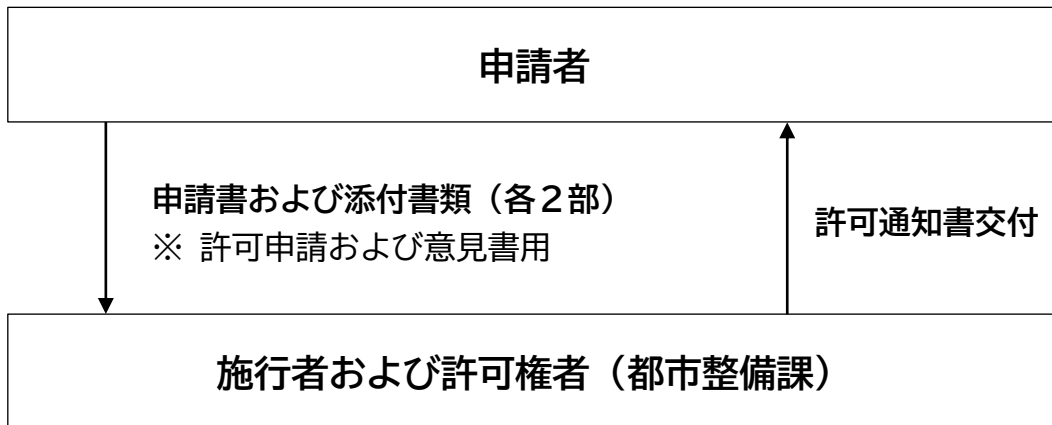 申請者
申請書および添付書類（各２部）
※ 許可申請および意見書用
許可通知書交付
施行者および許可権者（都市整備課）